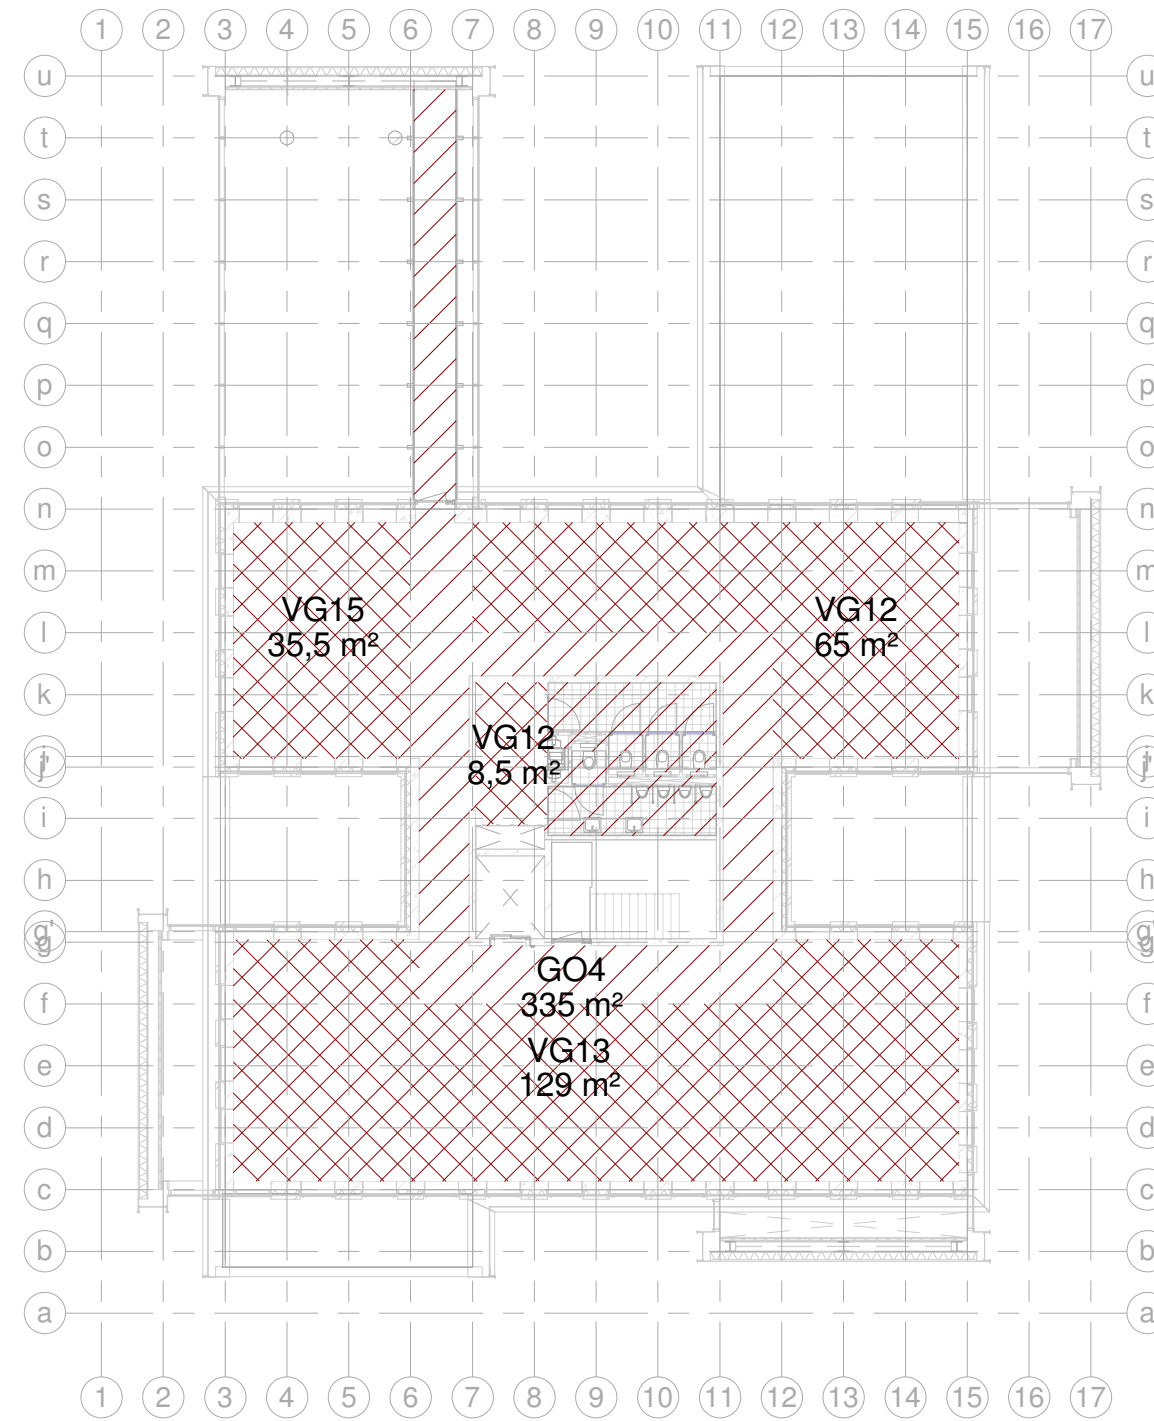 1 2 3 4 5 6 7 8 9 10 11 12 13 14 15 16 17
u u
t t
s s
r r
q q
p p
o o
n n
m m
VG15 VG12
l l
35,5 m² 65 m²
k k
VG12
j j
j' j'
8,5 m²
i i
h h
g' g'
g g
GO4
f f
335 m²
VG13
e e
129 m²
d d
c c
b b
a a
1 2 3 4 5 6 7 8 9 10 11 12 13 14 15 16 17